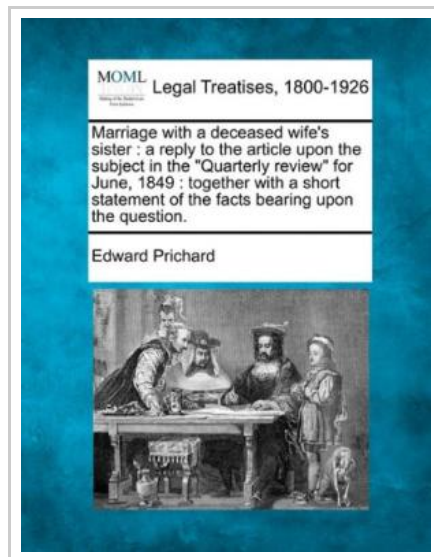 MOML
Legal Treatises, 1800-1926
Marriage with a deceased wife's
sister : a reply to the article upon the
subject in the "Quarterly review" for
June, 1849 : together with a short
statement of the facts bearing upon
the question.
Edward Prichard